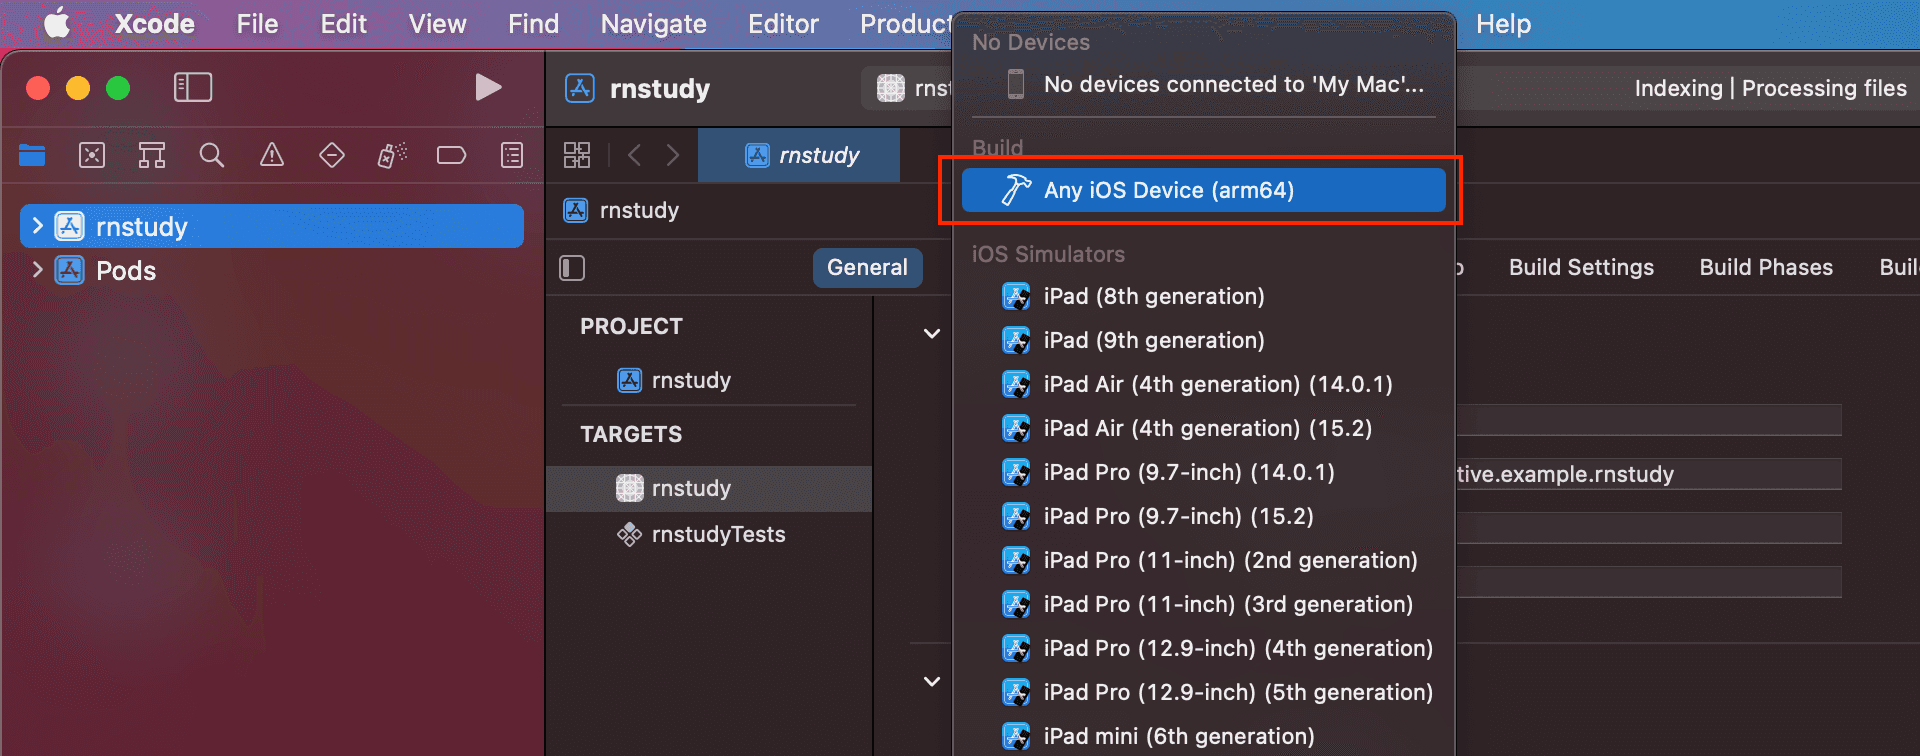 Xcode File Edit View Find Navigate Editor Product Help
rnstudy
Indexing | Processing files
rnstudy
rnstudy
General
Build Settings
Build Phases
rnstudy
Pods
PROJECT
rnstudy
TARGETS
rnstudy
rnstudyTests
tive.example.rnstudy
No Devices
No devices connected to 'My Mac'...
Build
Any iOS Device (arm64)
iOS Simulators
iPad (8th generation)
iPad (9th generation)
iPad Air (4th generation) (14.0.1)
iPad Air (4th generation) (15.2)
iPad Pro (9.7-inch) (14.0.1)
iPad Pro (9.7-inch) (15.2)
iPad Pro (11-inch) (2nd generation)
iPad Pro (11-inch) (3rd generation)
iPad Pro (12.9-inch) (4th generation)
iPad Pro (12.9-inch) (5th generation)
iPad mini (6th generation)